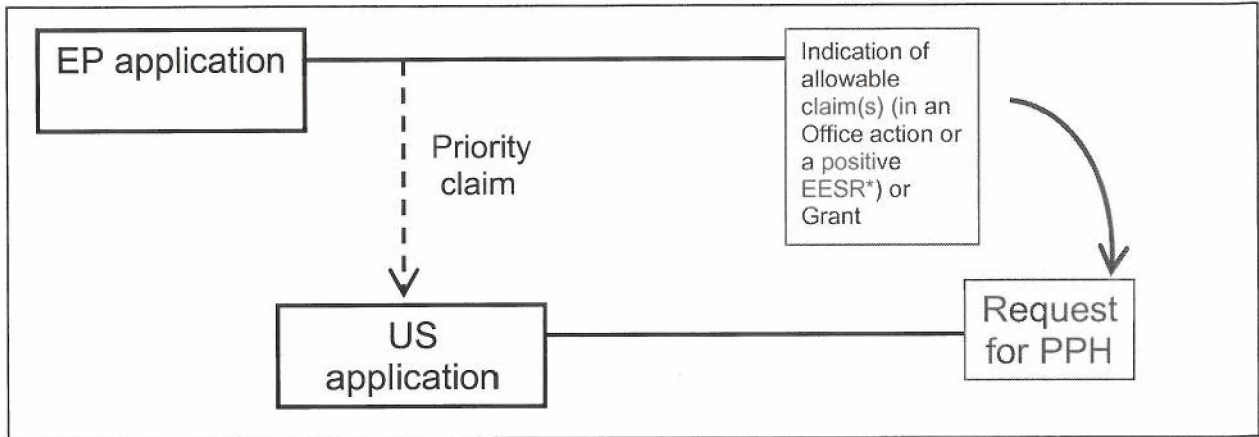 EP application
Indication of
allowable
claim(s) (in an
Office action or
a positive
EESR*) or
Grant
Priority
claim
US
application
Request
for PPH